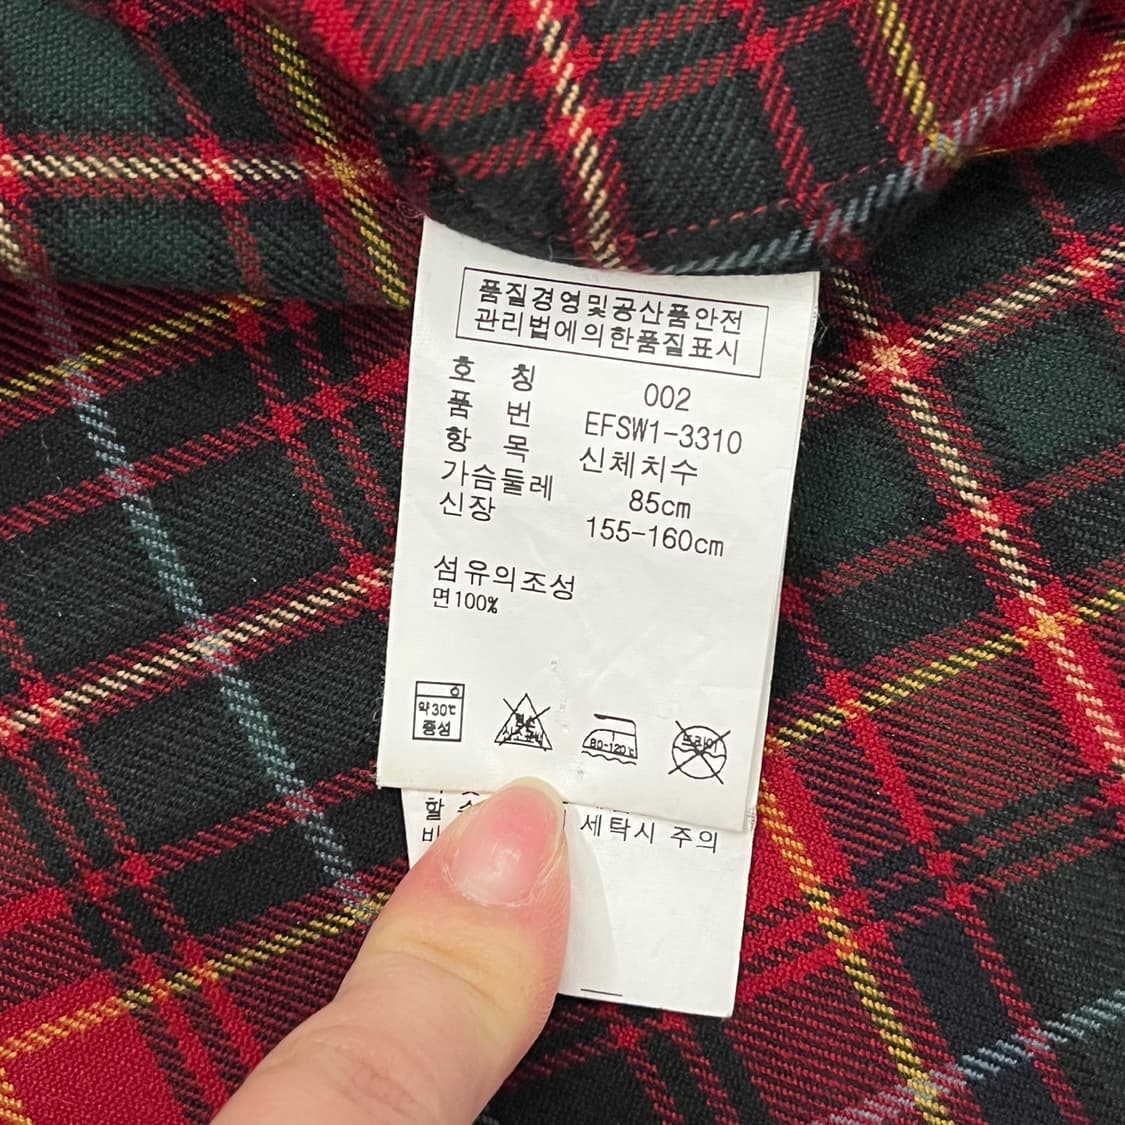 품질경영및공산품안전
관리법에의한품질표시
호 칭 002
품 번 EFSW1-3310
항 목 신체치수
가슴둘레 85cm
신장 155-160cm
섬유의조성
면100%
약30℃
중성
80-120℃
드라이
할 세탁시 주의